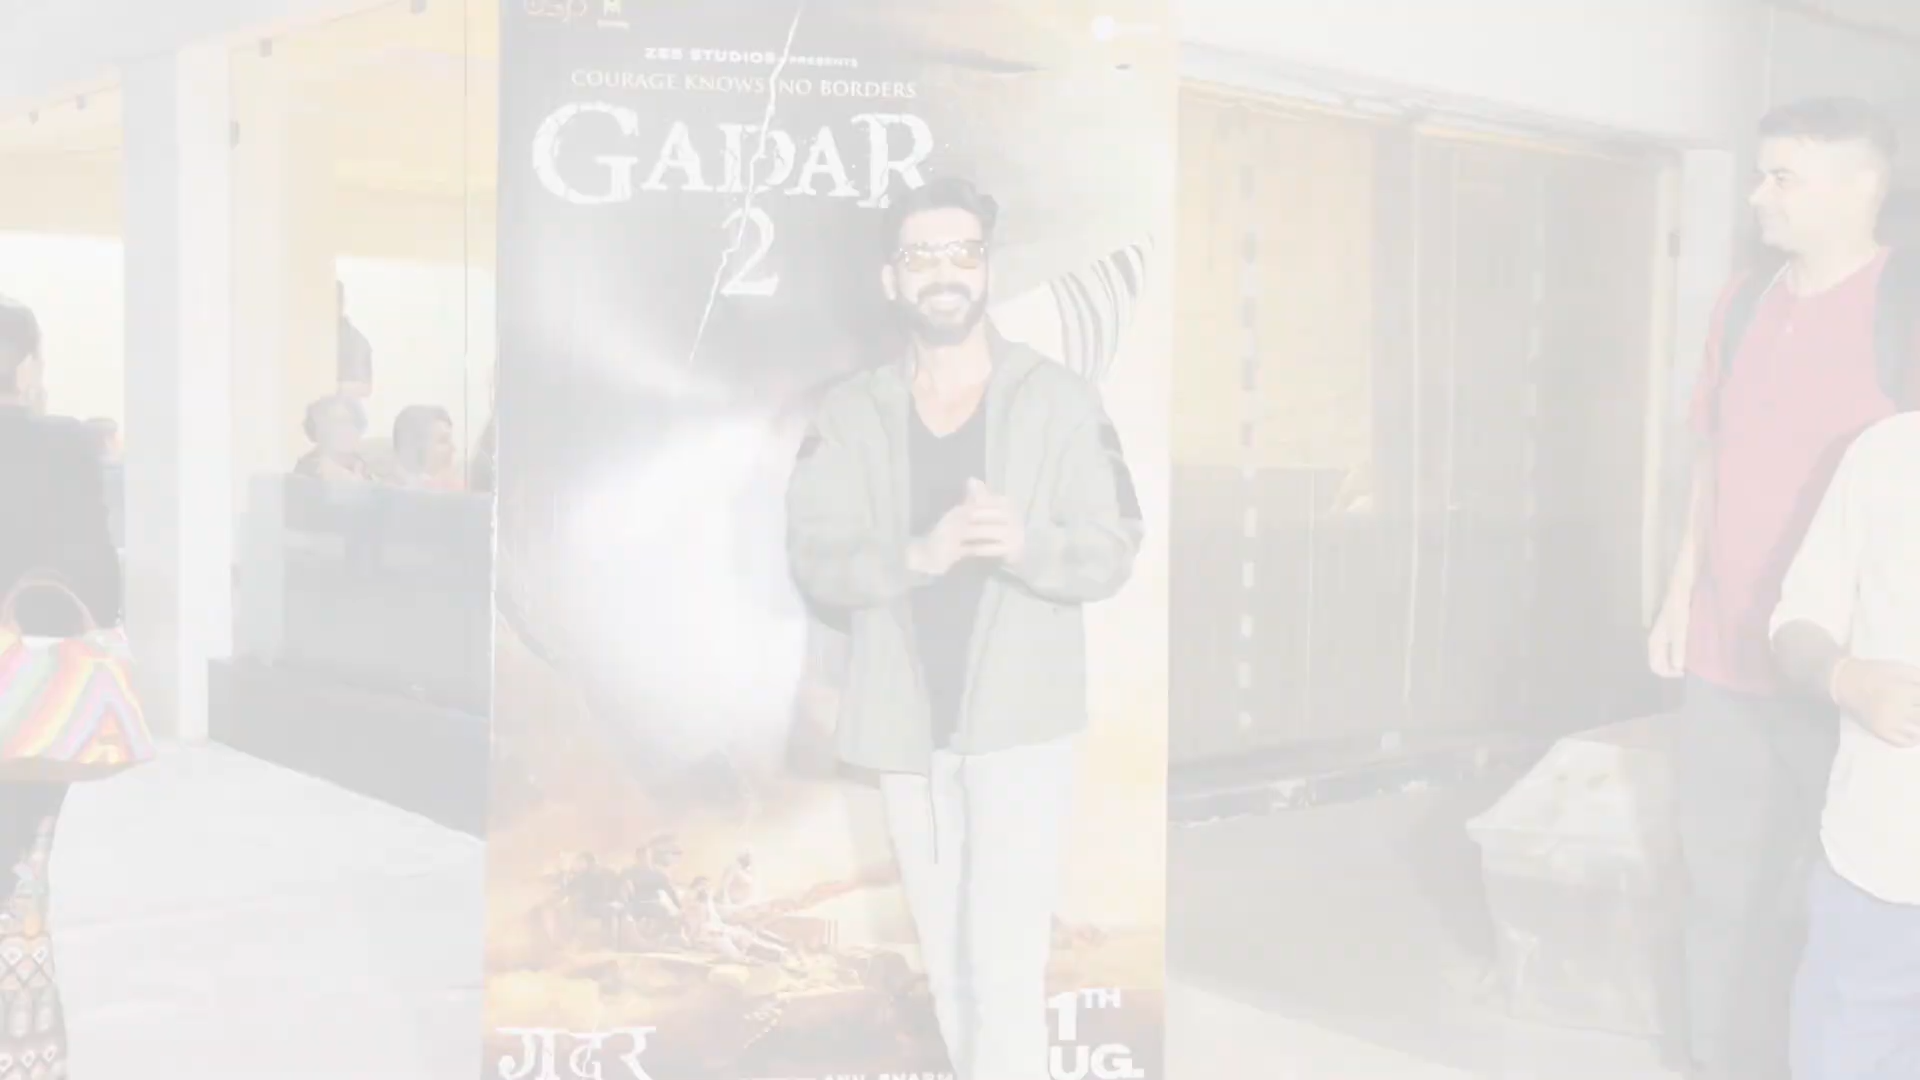 ZEE STUDIOS PRESENTS
COURAGE KNOWS NO BORDERS
GADAR
2
1TH
UG.
गदर